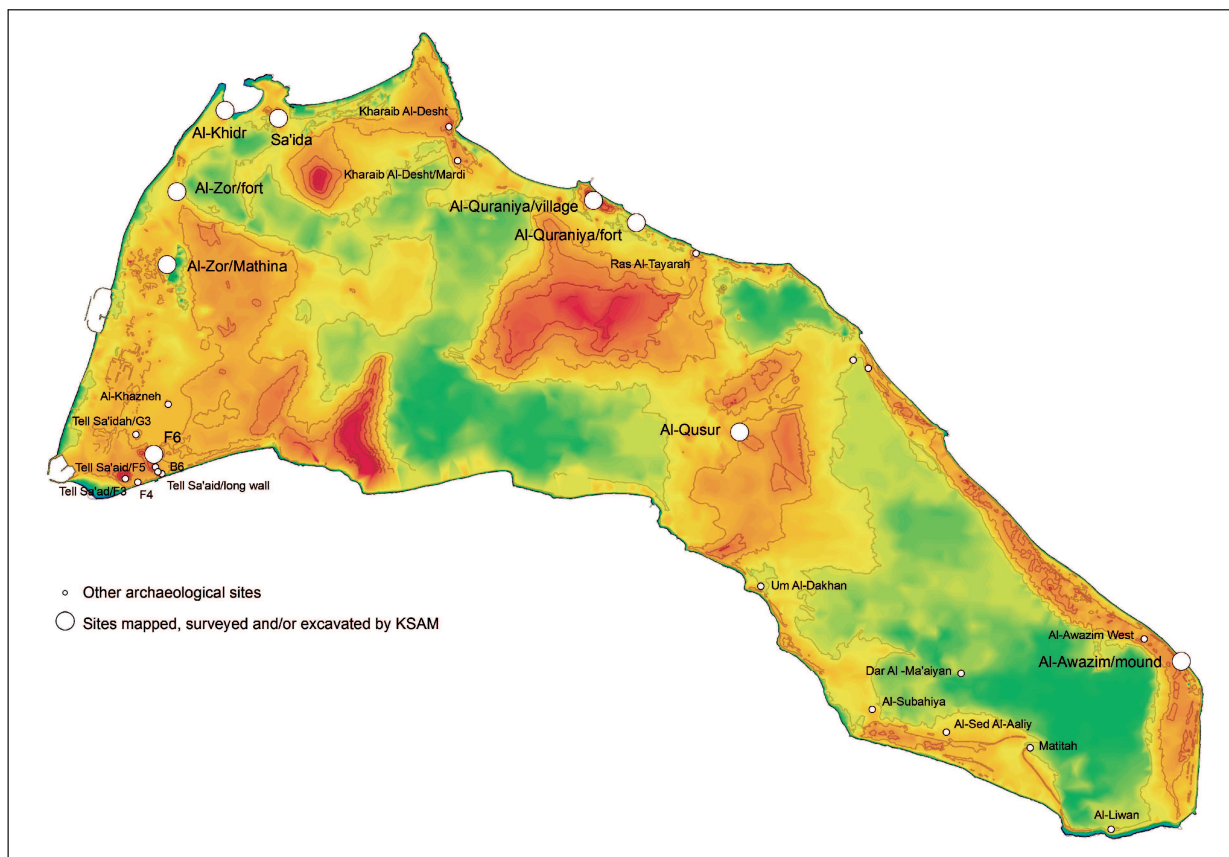 Kharaib Al-Desht
Al-Khidr
Sa'ida
Kharaib Al-Desht/Mardi
Al-Zor/fort
Al-Quraniya/village
Al-Quraniya/fort
Ras Al-Tayarah
Al-Zor/Mathina
Al-Khazneh
Tell Sa'idah/G3
F6
Al-Qusur
Tell Sa'aid/F5
B6
Tell Sa'aid/long wall
Tell Sa'ad/F3
F4
Um Al-Dakhan
Other archaeological sites
Sites mapped, surveyed and/or excavated by KSAM
Al-Awazim West
Al-Awazim/mound
Dar Al -Ma'aiyan
Al-Subahiya
Al-Sed Al-Aaliy
Matitah
Al-Liwan